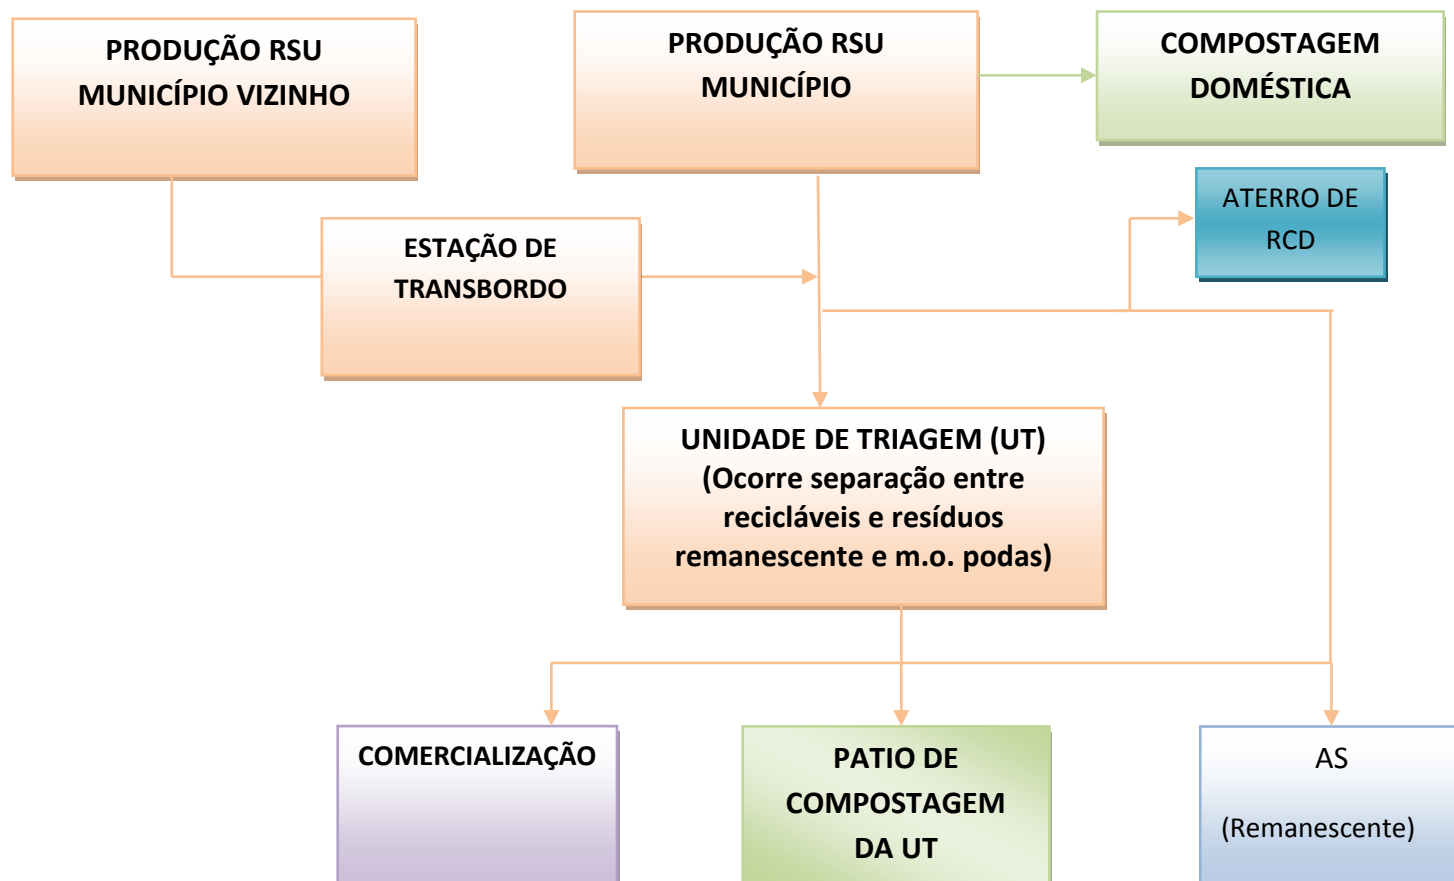 PRODUÇÃO RSU
MUNICÍPIO VIZINHO
PRODUÇÃO RSU
MUNICÍPIO
COMPOSTAGEM
DOMÉSTICA
ATERRO DE
RCD
ESTAÇÃO DE
TRANSBORDO
UNIDADE DE TRIAGEM (UT)
(Ocorre separação entre
recicláveis e resíduos
remanescente e m.o. podas)
COMERCIALIZAÇÃO
PATIO DE
COMPOSTAGEM
DA UT
AS
(Remanescente)